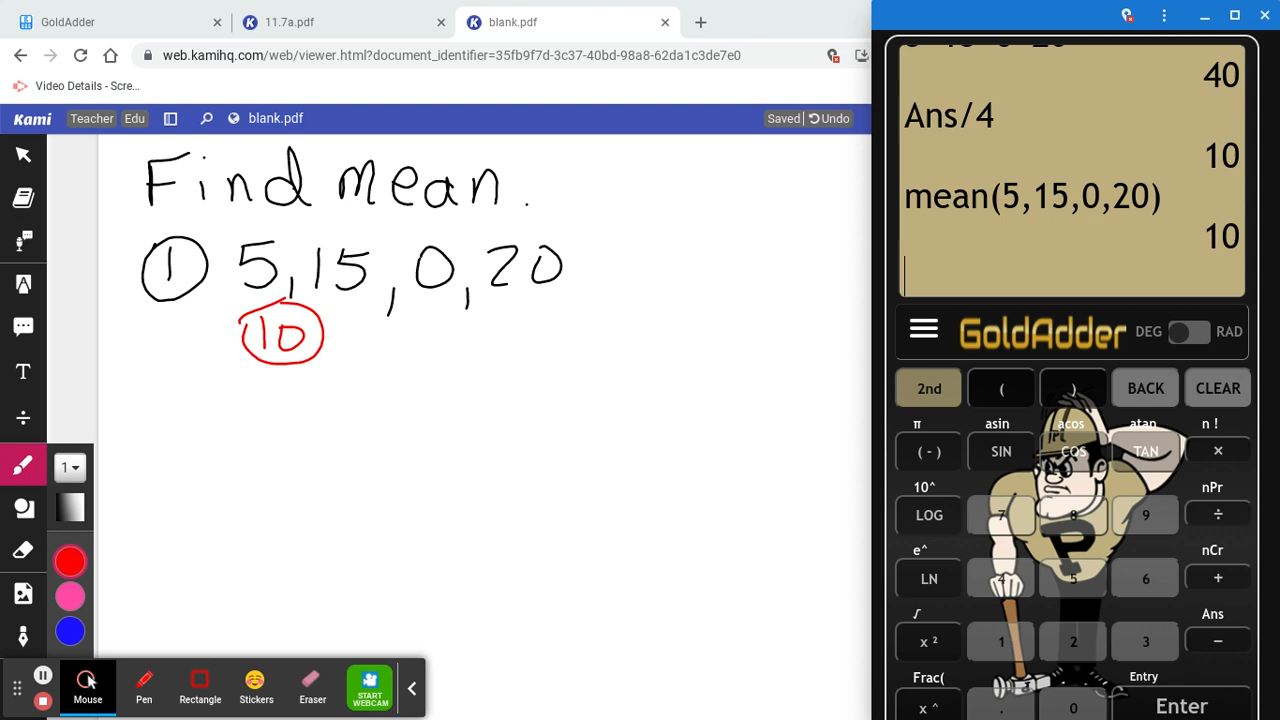 GoldAdder
11.7a.pdf
blank.pdf
web.kamihq.com/web/viewer.html?document_identifier=35fb9f7d-3c37-40bd-98a8-62da1c3de7e0
Video Details - Scre...
Kami Teacher Edu blank.pdf Saved Undo
Find mean.
① 5, 15, 0, 20
10
1
Mouse Pen Rectangle Stickers Eraser START WEBCAM
40
Ans/4
10
mean(5,15,0,20)
10
GoldAdder DEG RAD
2nd ( ) BACK CLEAR
π asin acos atan n !
( - ) SIN COS TAN ×
10^ nPr
LOG 7 8 9 ÷
e^ nCr
LN 4 5 6 +
√ Ans
x² 1 2 3 −
Frac( Entry
x^ . 0 Enter
IPL
P